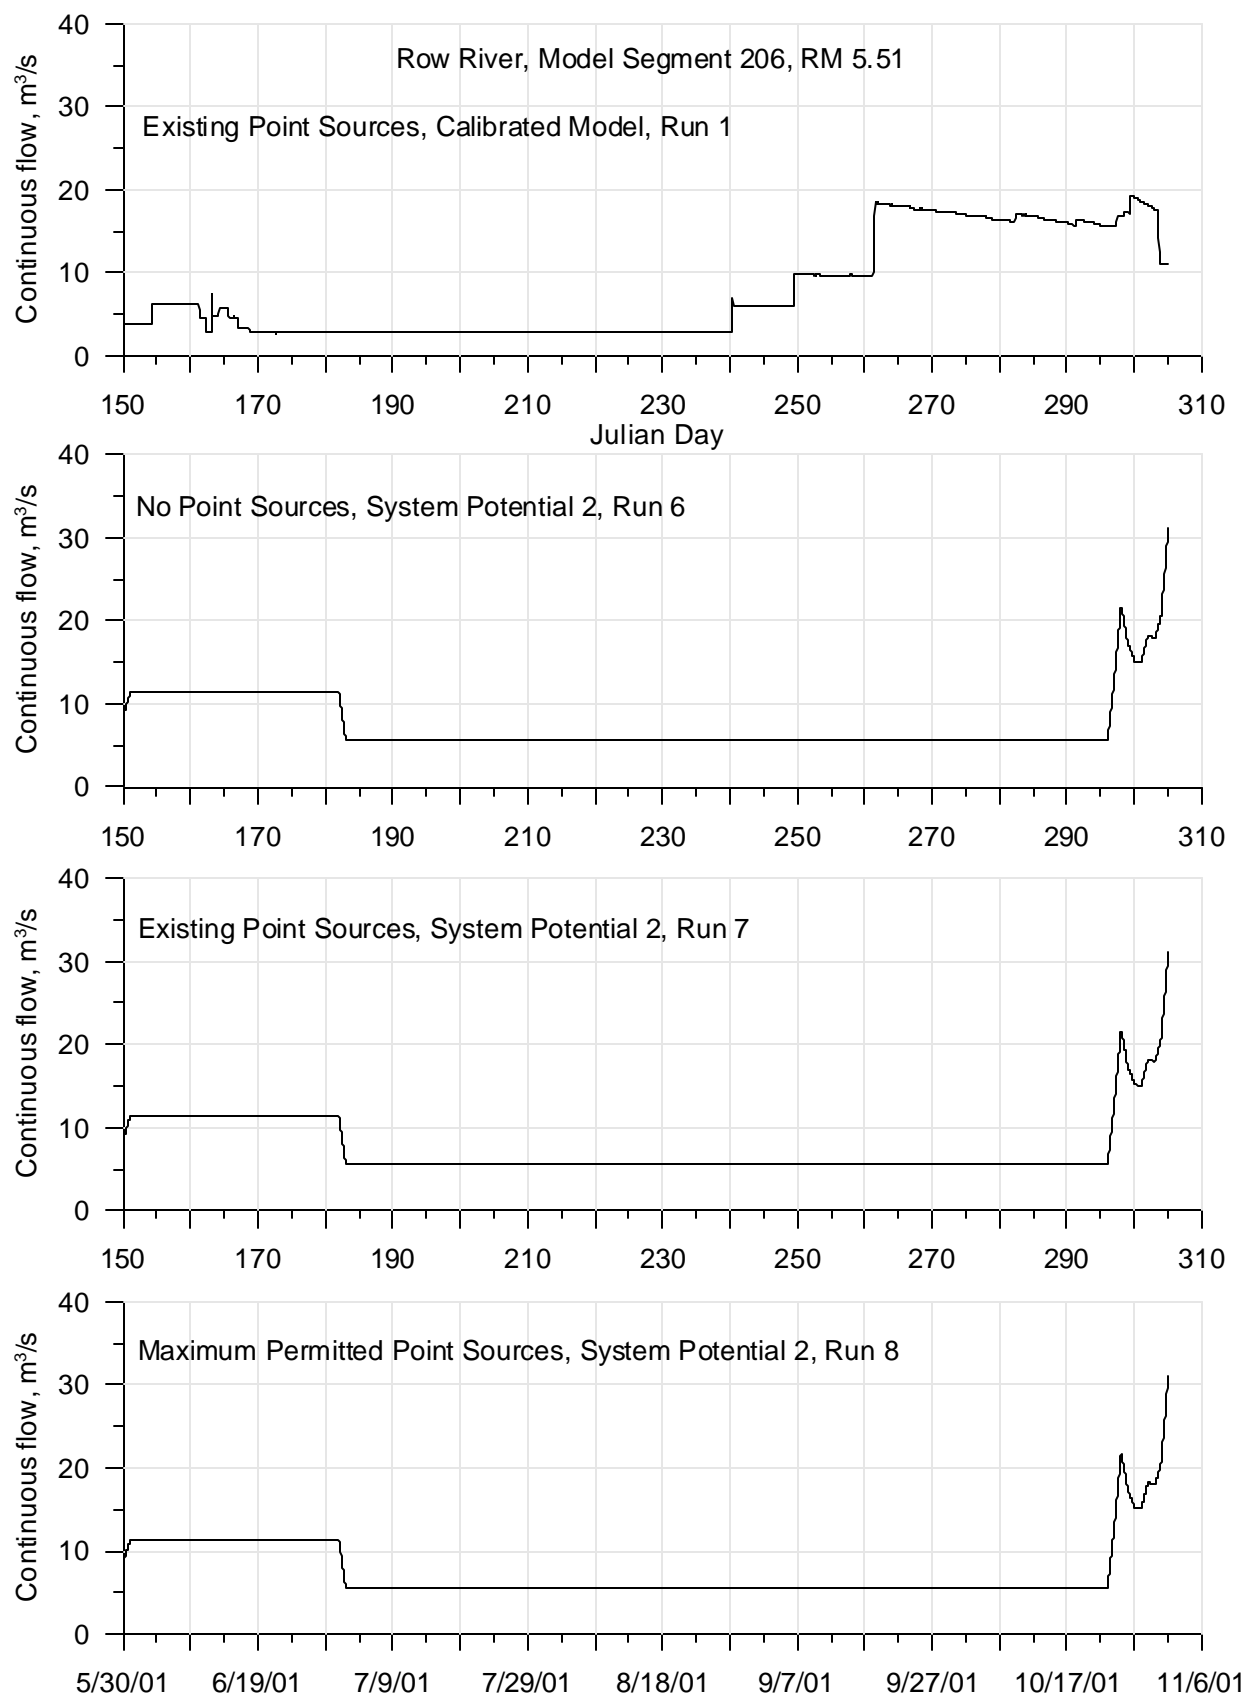 Row River, Model Segment 206, RM 5.51
Existing Point Sources, Calibrated Model, Run 1
Continuous flow, m³/s
40
30
20
10
0
150 170 190 210 230 250 270 290 310
Julian Day
No Point Sources, System Potential 2, Run 6
Continuous flow, m³/s
40
30
20
10
0
150 170 190 210 230 250 270 290 310
Existing Point Sources, System Potential 2, Run 7
Continuous flow, m³/s
40
30
20
10
0
150 170 190 210 230 250 270 290 310
Maximum Permitted Point Sources, System Potential 2, Run 8
Continuous flow, m³/s
40
30
20
10
0
5/30/01 6/19/01 7/9/01 7/29/01 8/18/01 9/7/01 9/27/01 10/17/01 11/6/01